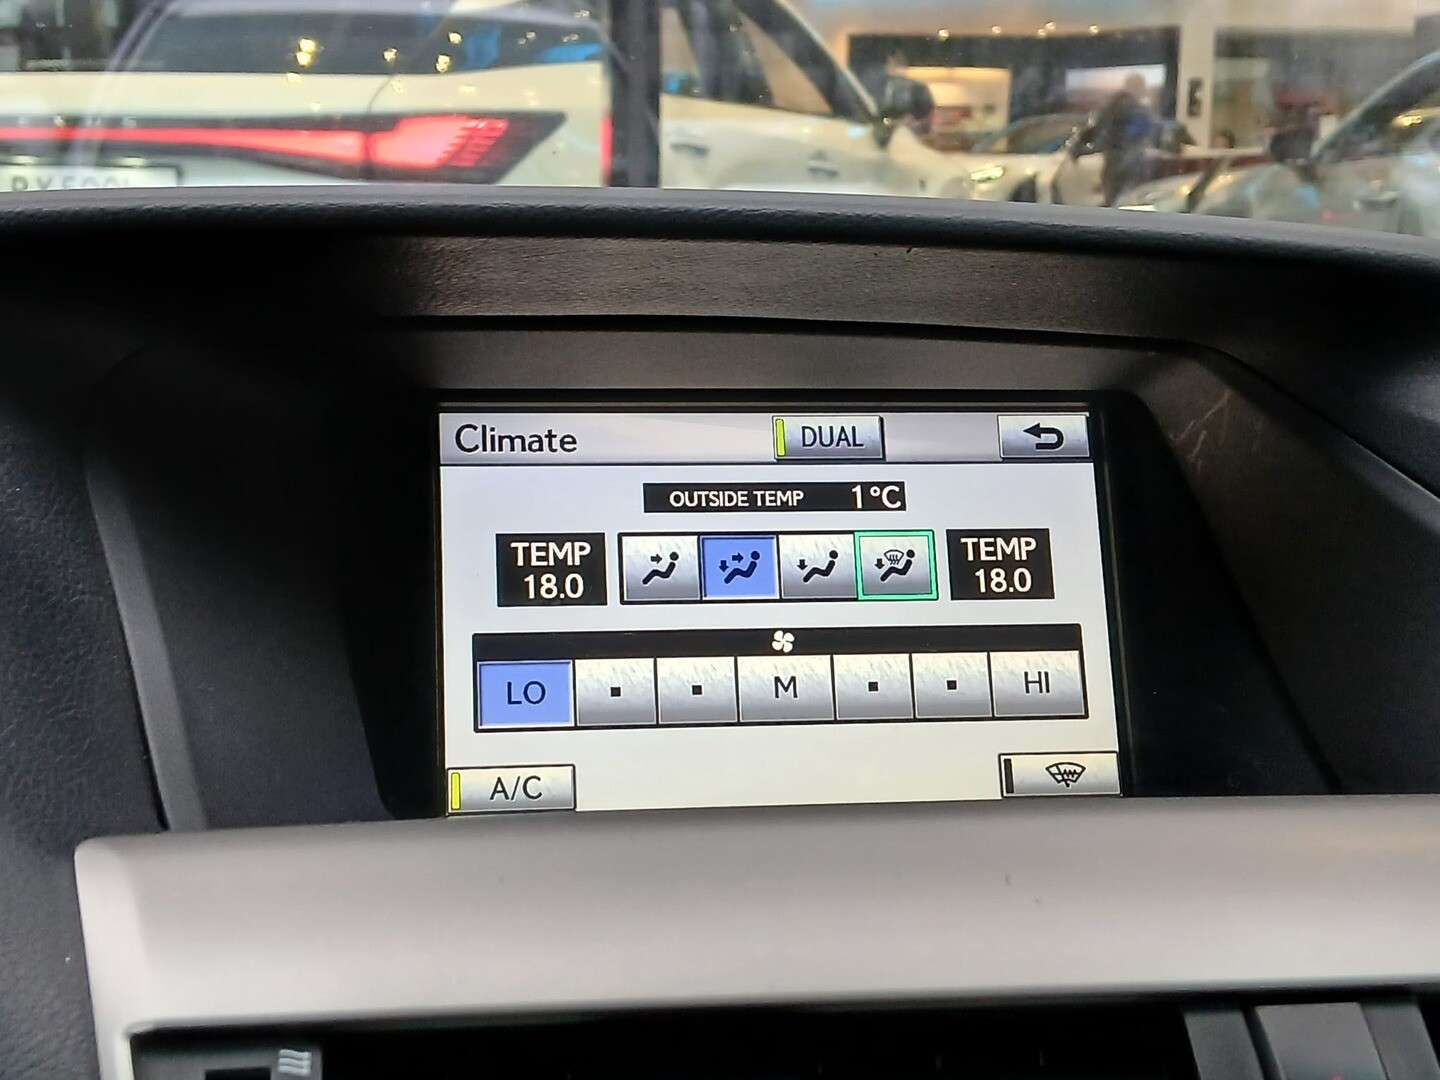 Climate DUAL
OUTSIDE TEMP 1°C
TEMP
18.0
TEMP
18.0
LO M HI
A/C